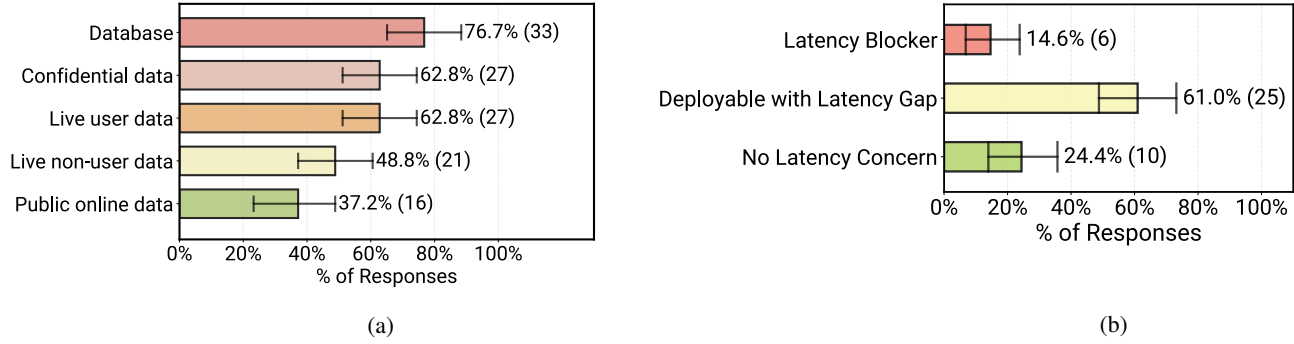 Database
76.7% (33)
Confidential data
62.8% (27)
Live user data
62.8% (27)
Live non-user data
48.8% (21)
Public online data
37.2% (16)
0% 20% 40% 60% 80% 100%
% of Responses
(a)
Latency Blocker
14.6% (6)
Deployable with Latency Gap
61.0% (25)
No Latency Concern
24.4% (10)
0% 20% 40% 60% 80% 100%
% of Responses
(b)